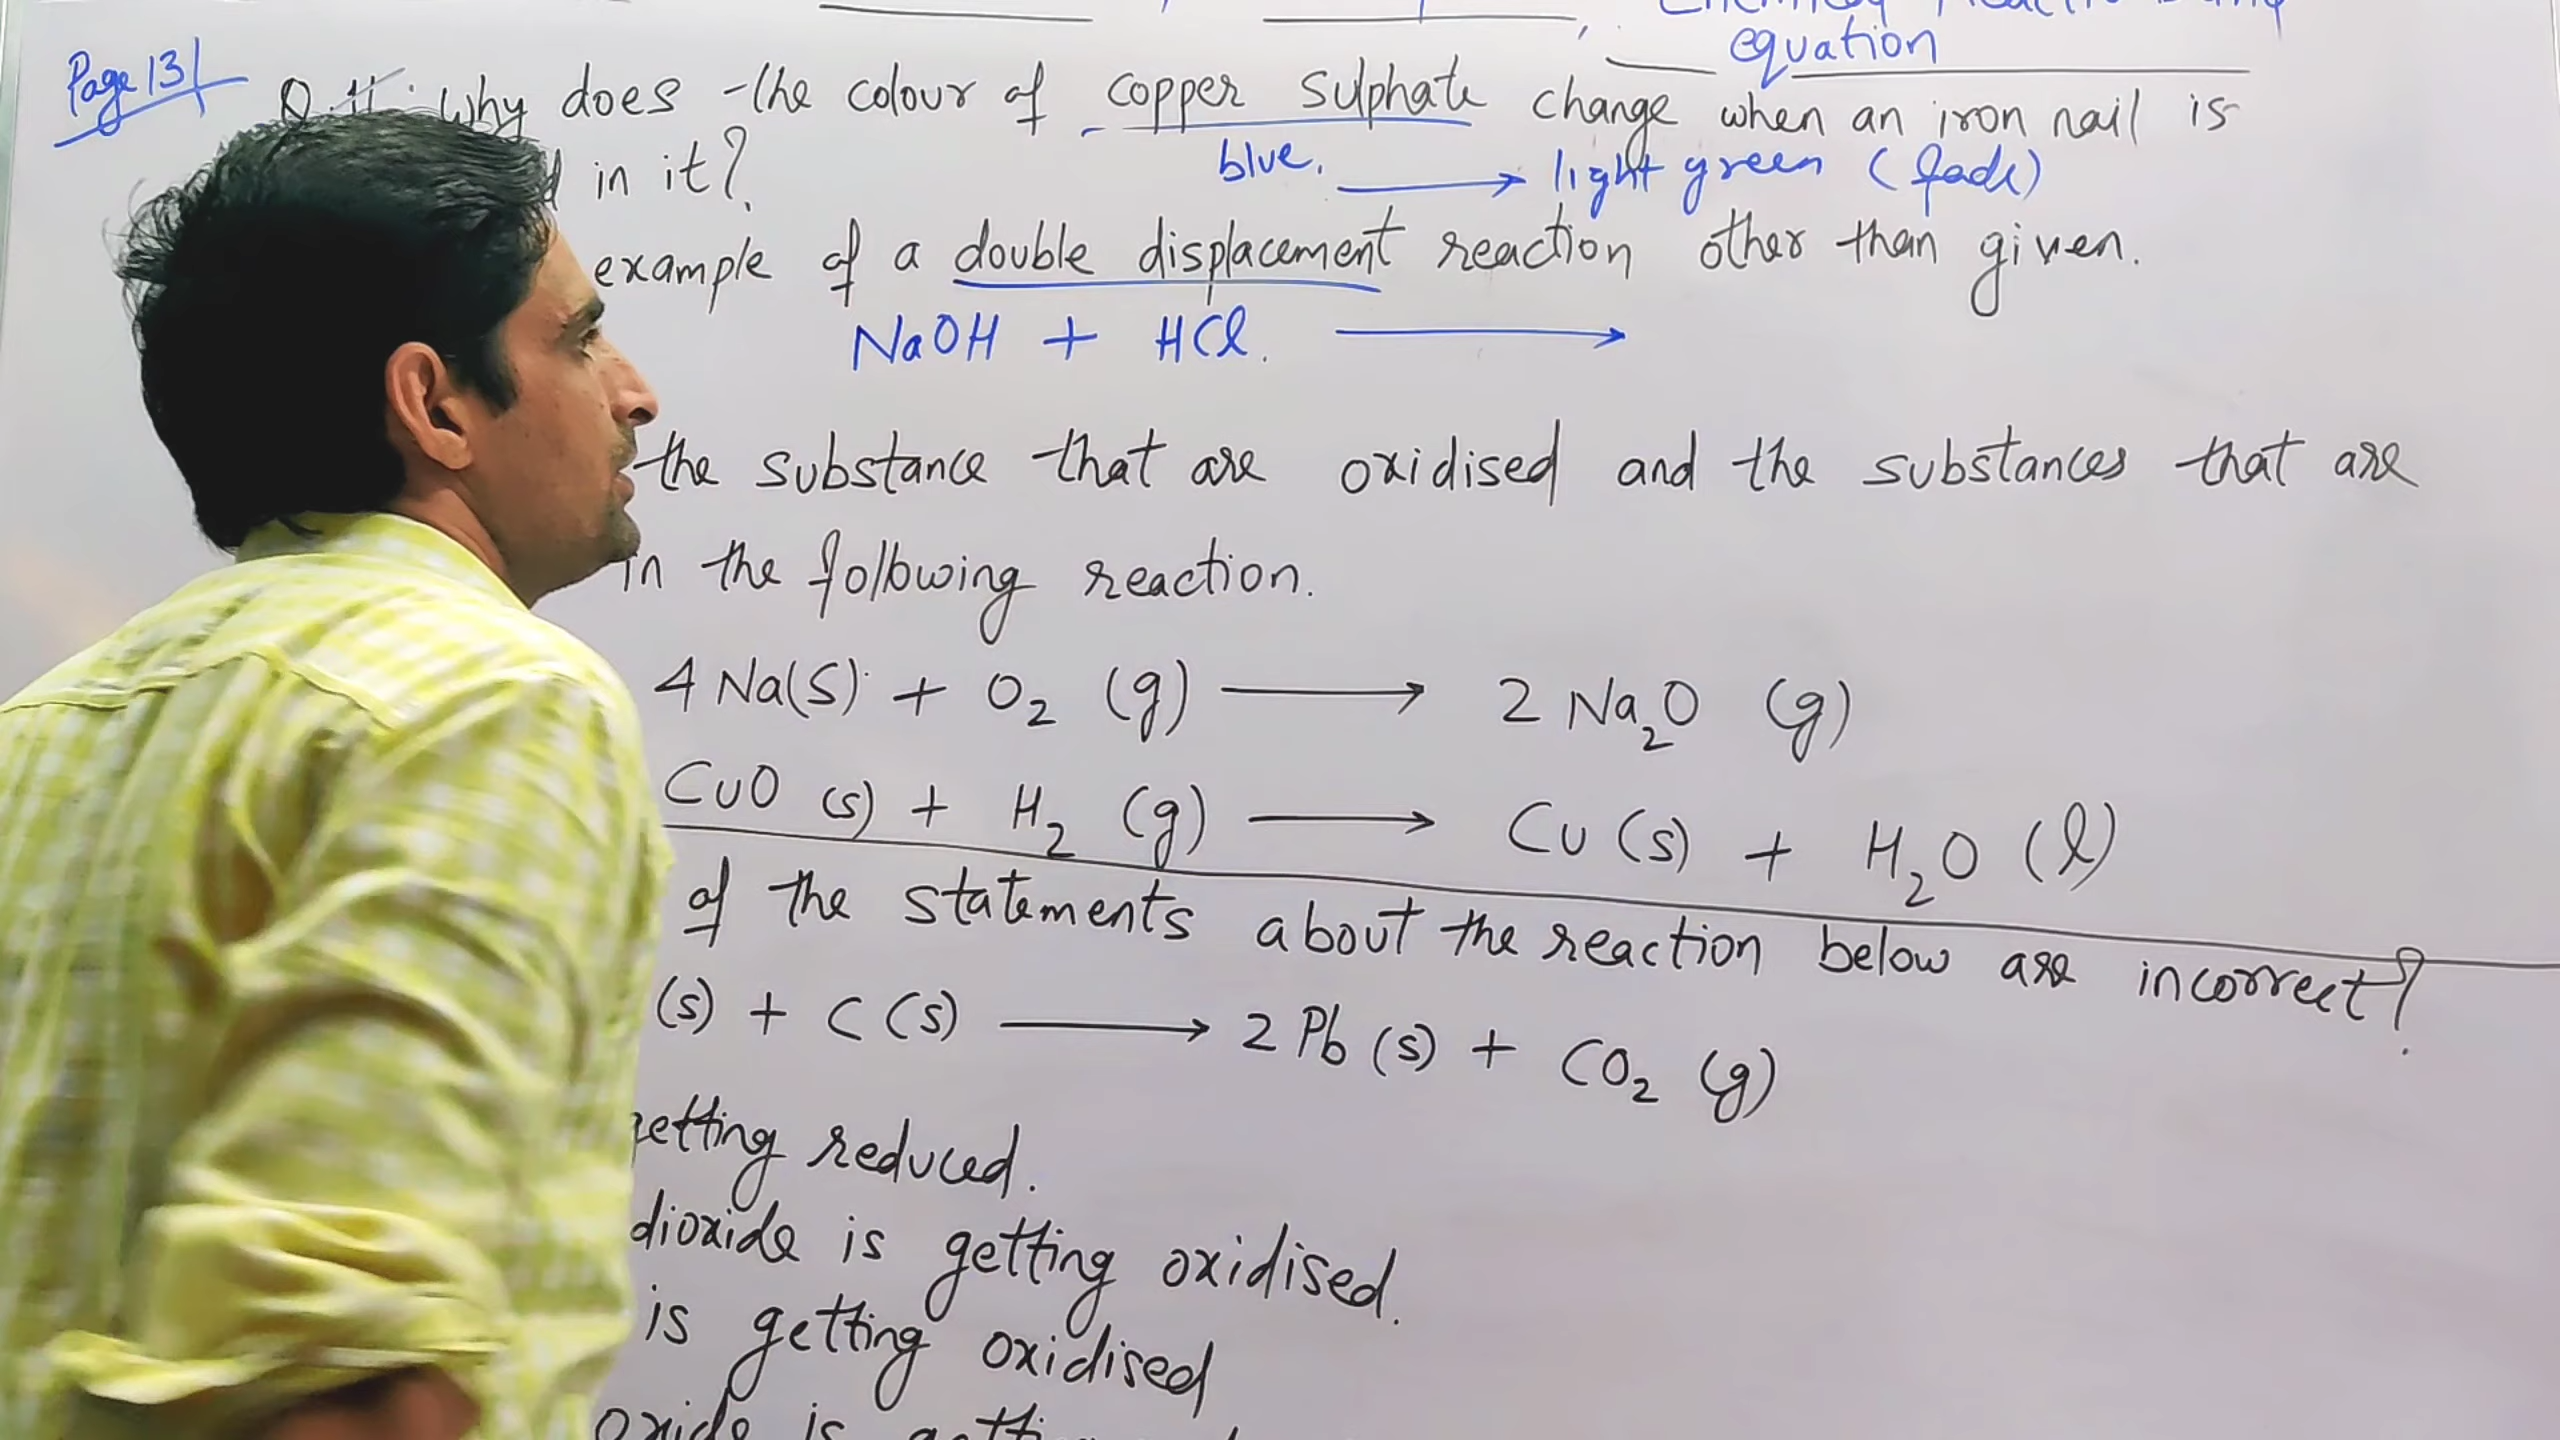 equation
Page 13
Q.11. why does the colour of copper sulphate change when an iron nail is
in it?
blue. → light green (fade)
example of a double displacement reaction other than given.
NaOH + HCl. →
the substance that are oxidised and the substances that are
in the following reaction.
4 Na(s) + O₂ (g) → 2 Na₂O (g)
CuO (s) + H₂ (g) → Cu (s) + H₂O (l)
of the statements about the reaction below are incorrect?
(s) + C (s) → 2 Pb (s) + CO₂ (g)
getting reduced.
dioxide is getting oxidised.
is getting oxidised
oxide is